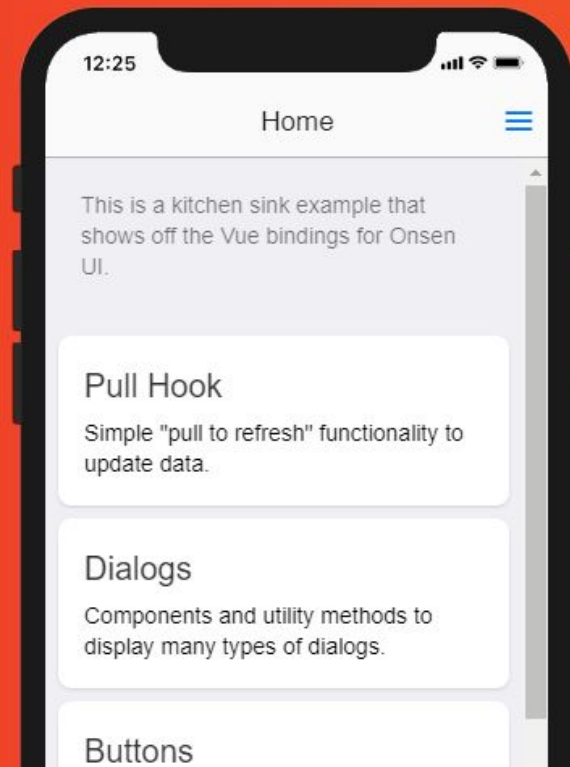 12:25
Home
This is a kitchen sink example that
shows off the Vue bindings for Onsen
UI.
Pull Hook
Simple "pull to refresh" functionality to
update data.
Dialogs
Components and utility methods to
display many types of dialogs.
Buttons